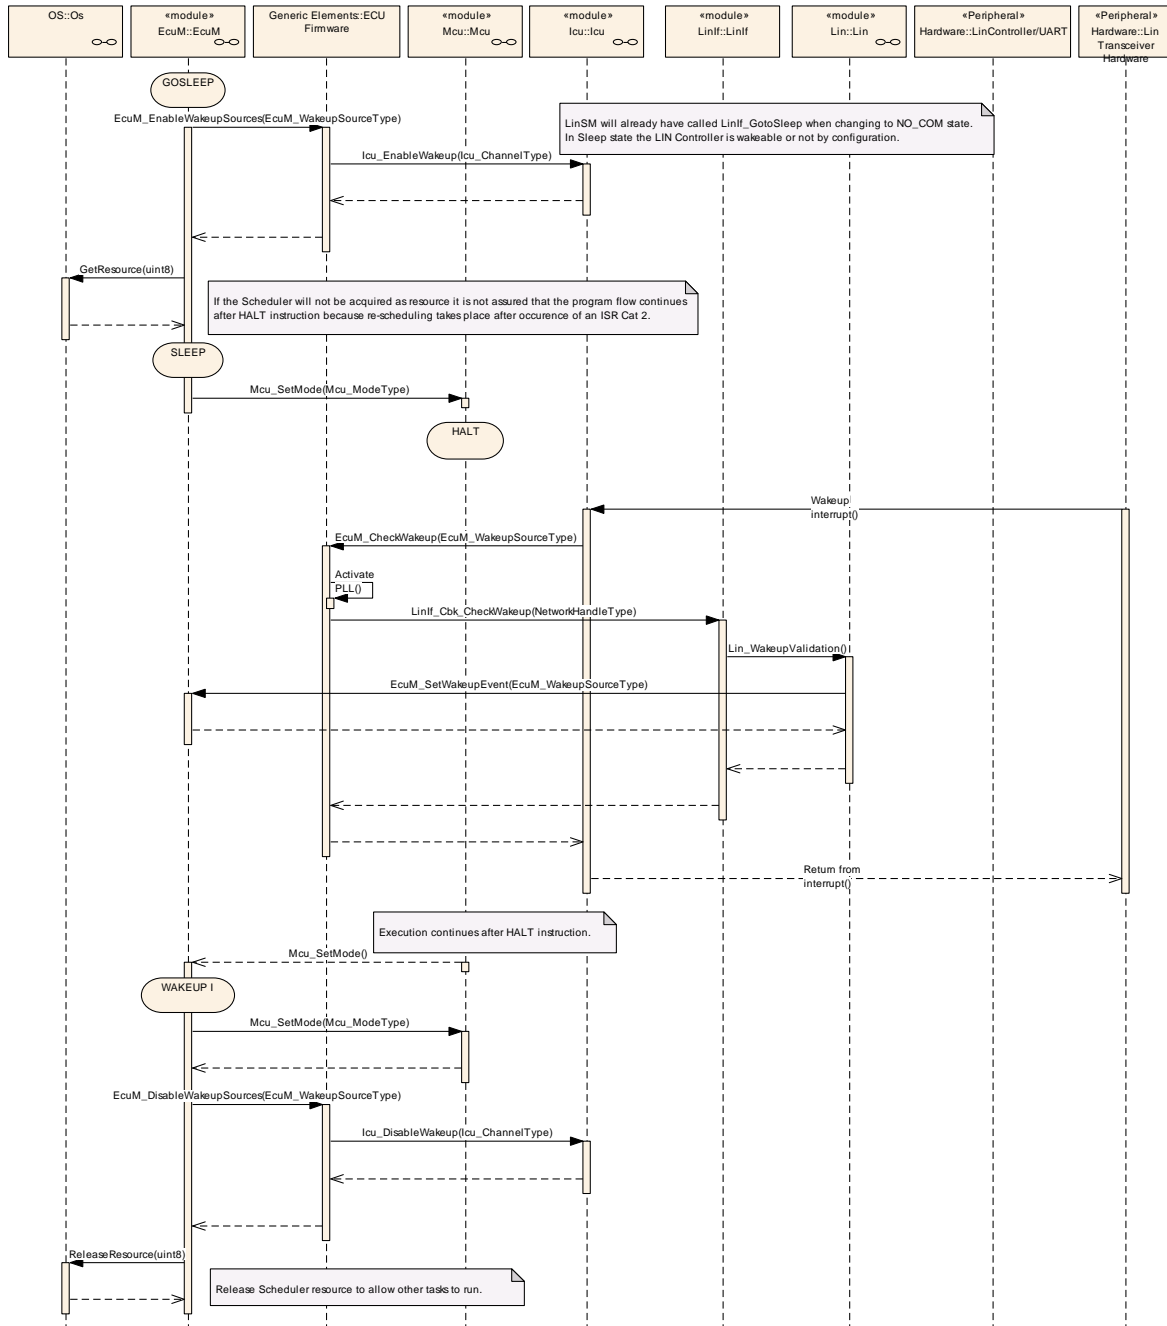 OS::Os
«module»
EcuM::EcuM
Generic Elements::ECU
Firmware
«module»
Mcu::Mcu
«module»
Icu::Icu
«module»
LinIf::LinIf
«module»
Lin::Lin
«Peripheral»
Hardware::LinController/UART
«Peripheral»
Hardware::Lin
Transceiver
Hardware
GOSLEEP
EcuM_EnableWakeupSources(EcuM_WakeupSourceType)
LinSM will already have called LinIf_GotoSleep when changing to NO_COM state.
In Sleep state the LIN Controller is wakeable or not by configuration.
Icu_EnableWakeup(Icu_ChannelType)
GetResource(uint8)
If the Scheduler will not be acquired as resource it is not assured that the program flow continues
after HALT instruction because re-scheduling takes place after occurence of an ISR Cat 2.
SLEEP
Mcu_SetMode(Mcu_ModeType)
HALT
Wakeup
interrupt()
EcuM_CheckWakeup(EcuM_WakeupSourceType)
Activate
PLL()
LinIf_Cbk_CheckWakeup(NetworkHandleType)
Lin_WakeupValidation()
EcuM_SetWakeupEvent(EcuM_WakeupSourceType)
Return from
interrupt()
Execution continues after HALT instruction.
Mcu_SetMode()
WAKEUP I
Mcu_SetMode(Mcu_ModeType)
EcuM_DisableWakeupSources(EcuM_WakeupSourceType)
Icu_DisableWakeup(Icu_ChannelType)
ReleaseResource(uint8)
Release Scheduler resource to allow other tasks to run.